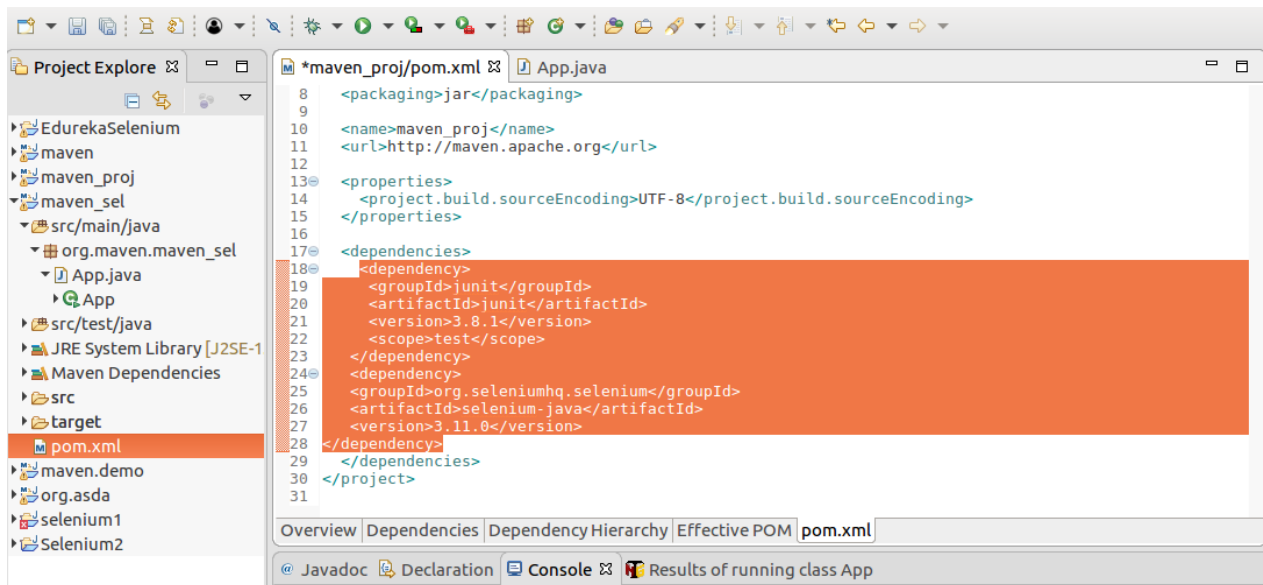 Project Explore
EdurekaSelenium
maven
maven_proj
maven_sel
src/main/java
org.maven.maven_sel
App.java
App
src/test/java
JRE System Library [J2SE-1
Maven Dependencies
src
target
pom.xml
maven.demo
org.asda
selenium1
Selenium2
*maven_proj/pom.xml App.java
8 <packaging>jar</packaging>
9
10 <name>maven_proj</name>
11 <url>http://maven.apache.org</url>
12
13 <properties>
14 <project.build.sourceEncoding>UTF-8</project.build.sourceEncoding>
15 </properties>
16
17 <dependencies>
18 <dependency>
19 <groupId>junit</groupId>
20 <artifactId>junit</artifactId>
21 <version>3.8.1</version>
22 <scope>test</scope>
23 </dependency>
24 <dependency>
25 <groupId>org.seleniumhq.selenium</groupId>
26 <artifactId>selenium-java</artifactId>
27 <version>3.11.0</version>
28 </dependency>
29 </dependencies>
30 </project>
31
Overview Dependencies Dependency Hierarchy Effective POM pom.xml
@ Javadoc Declaration Console Results of running class App